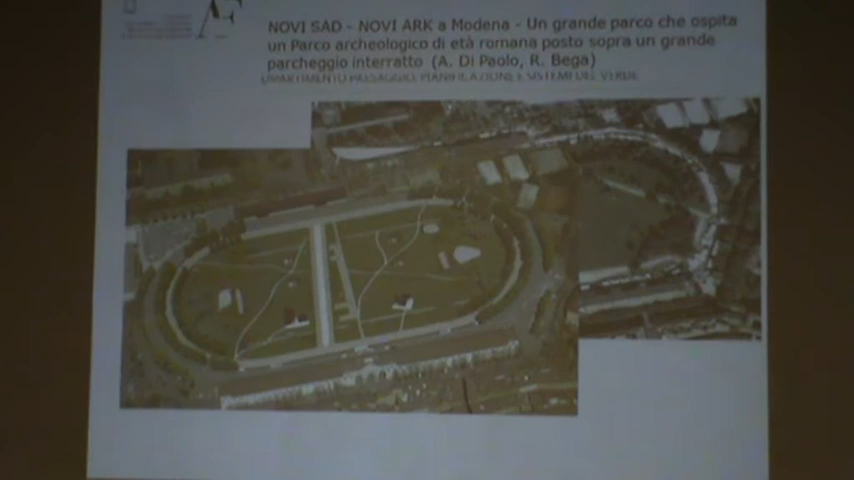 NOVI SAD - NOVI ARK a Modena - Un grande parco che ospita
un Parco archeologico di età romana posto sopra un grande
parcheggio interrato (A. Di Paolo, R. Bega)
DIPARTIMENTO PAESAGGIO, PIANIFICAZIONE E SISTEMI DEL VERDE